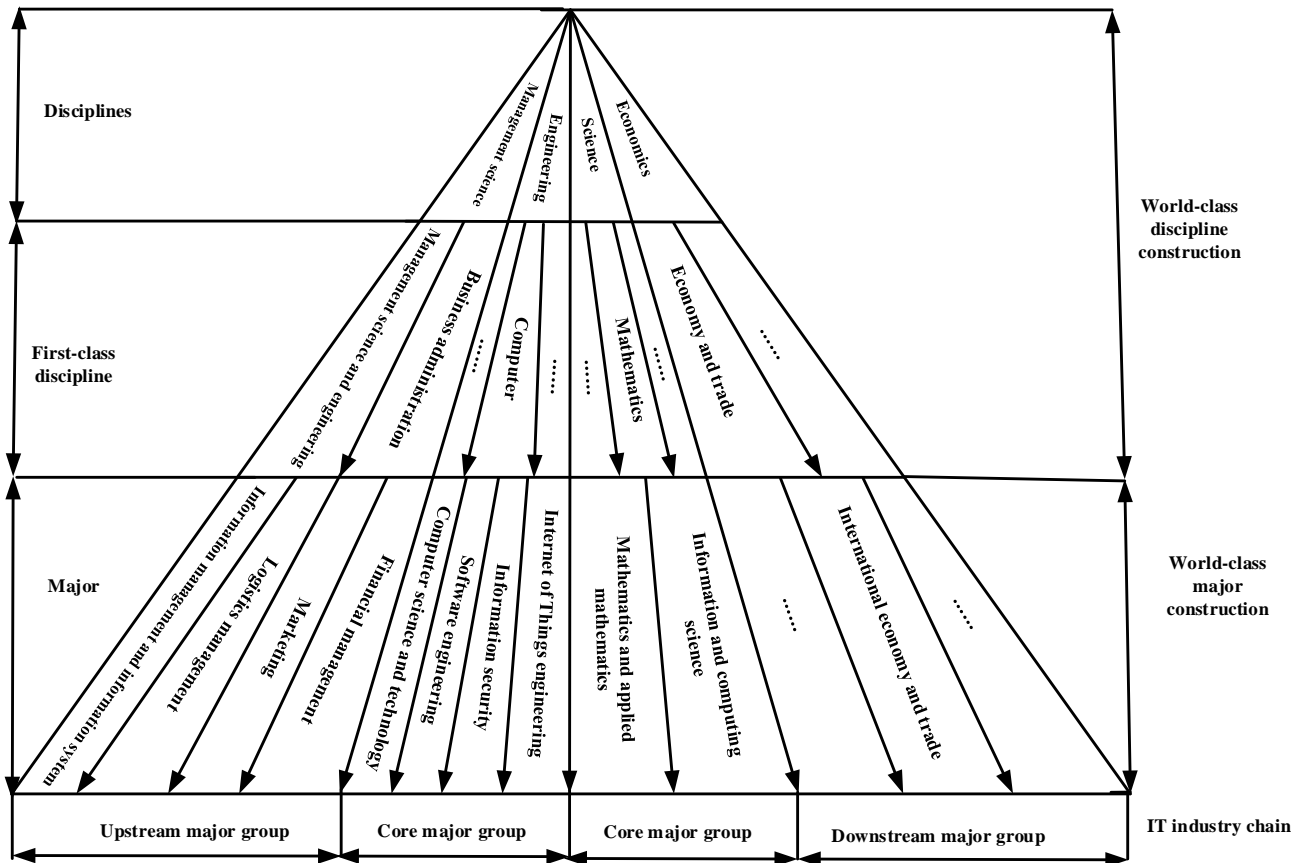 Disciplines
Management science
Engineering
Science
Economics
World-class
discipline
construction
First-class
discipline
Management science and engineering
Business administration
......
Computer
......
......
Mathematics
......
Economy and trade
......
Major
Information management and information system
Logistics management
Marketing
Financial management
Computer science and technology
Software engineering
Information security
Internet of Things engineering
Mathematics and applied
mathematics
Information and computing
science
......
International economy and trade
......
World-class
major
construction
Upstream major group
Core major group
Core major group
Downstream major group
IT industry chain